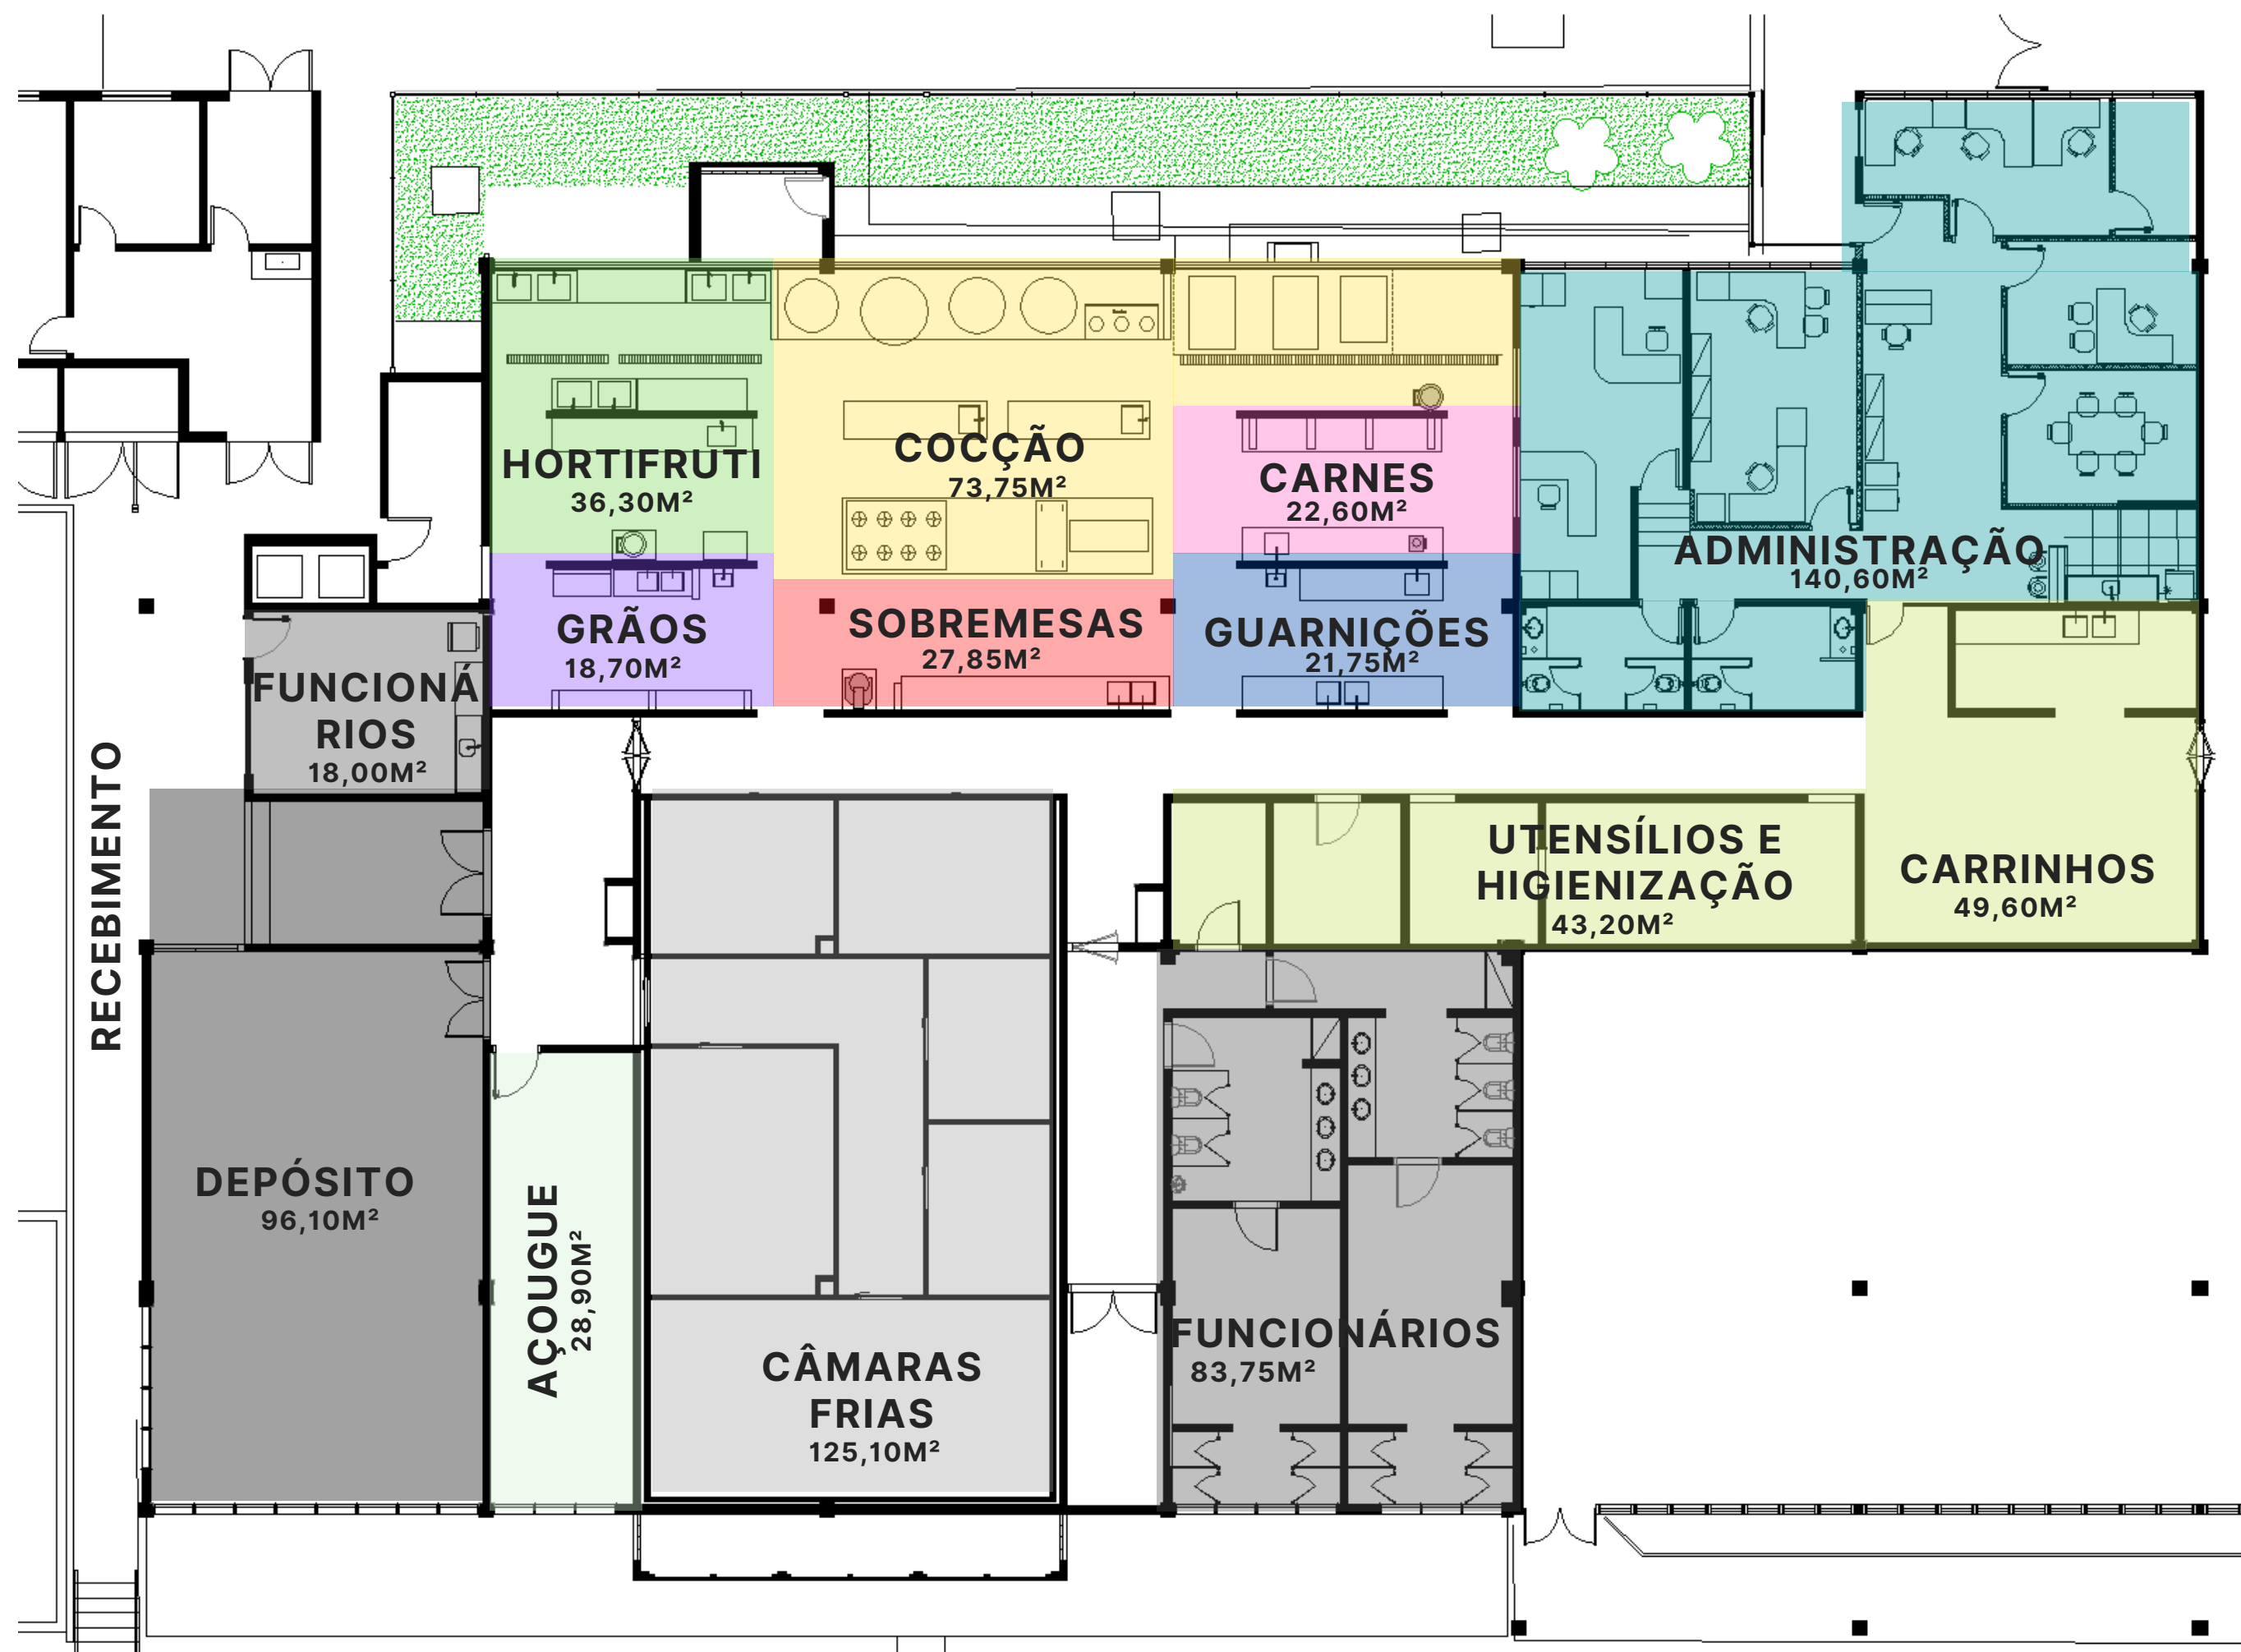 HORTIFRUTI
36,30M²
COCÇÃO
73,75M²
CARNES
22,60M²
ADMINISTRAÇÃO
140,60M²
GRÃOS
18,70M²
SOBREMESAS
27,85M²
GUARNIÇÕES
21,75M²
FUNCIONÁ
RIOS
18,00M²
RECEBIMENTO
UTENSÍLIOS E
HIGIENIZAÇÃO
43,20M²
CARRINHOS
49,60M²
DEPÓSITO
96,10M²
AÇOUGUE
28,90M²
CÂMARAS
FRIAS
125,10M²
FUNCIONÁRIOS
83,75M²